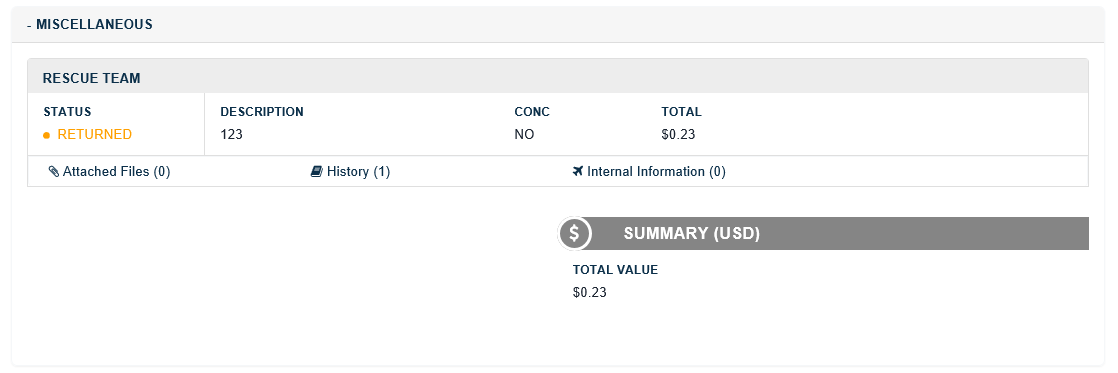 - MISCELLANEOUS
RESCUE TEAM
STATUS DESCRIPTION CONC TOTAL
RETURNED 123 NO $0.23
Attached Files (0) History (1) Internal Information (0)
$ SUMMARY (USD)
TOTAL VALUE
$0.23